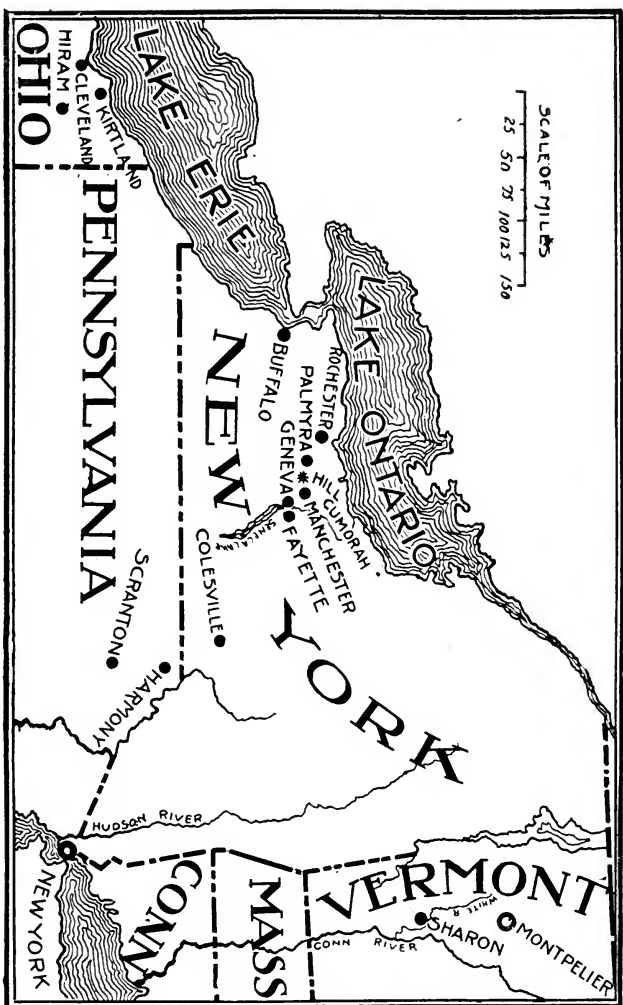 SCALE OF MILES
25 50 75 100 125 150
LAKE ERIE
LAKE ONTARIO
OHIO
HIRAM
CLEVELAND
KIRTLAND
PENNSYLVANIA
SCRANTON
HARMONY
NEW YORK
BUFFALO
ROCHESTER
PALMYRA
HILL CUMORAH
MANCHESTER
GENEVA
FAYETTE
SENECA LAKE
COLESVILLE
HUDSON RIVER
NEW YORK
CONN
MASS
VERMONT
WHITE R
SHARON
MONTPELIER
CONN RIVER